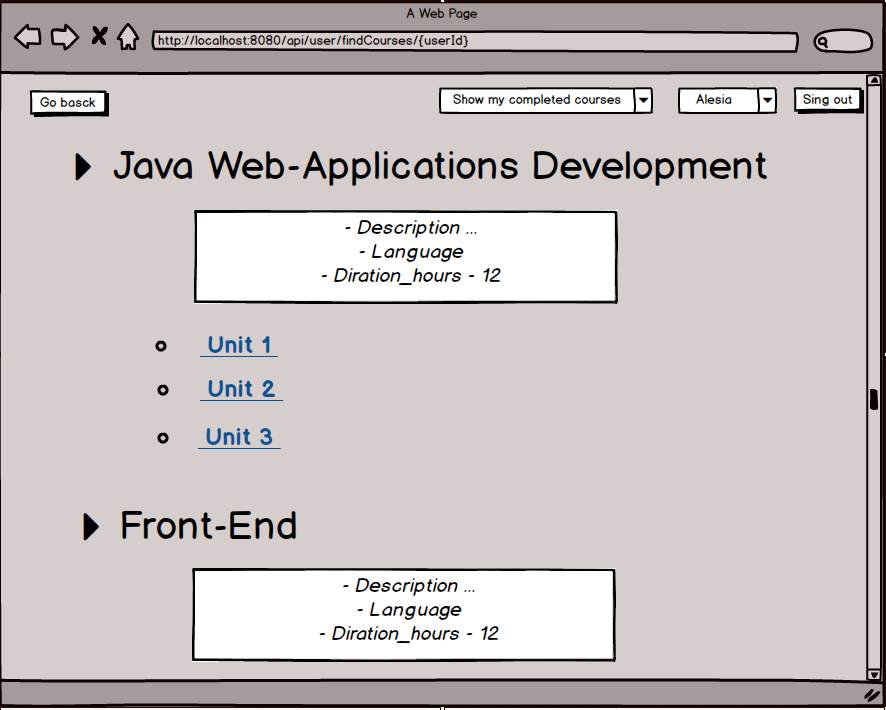 A Web Page
http://localhost:8080/api/user/findCourses/{userId}
Go basck
Show my completed courses
Alesia
Sing out
Java Web-Applications Development
- Description ...
- Language
- Diration_hours - 12
Unit 1
Unit 2
Unit 3
Front-End
- Description ...
- Language
- Diration_hours - 12